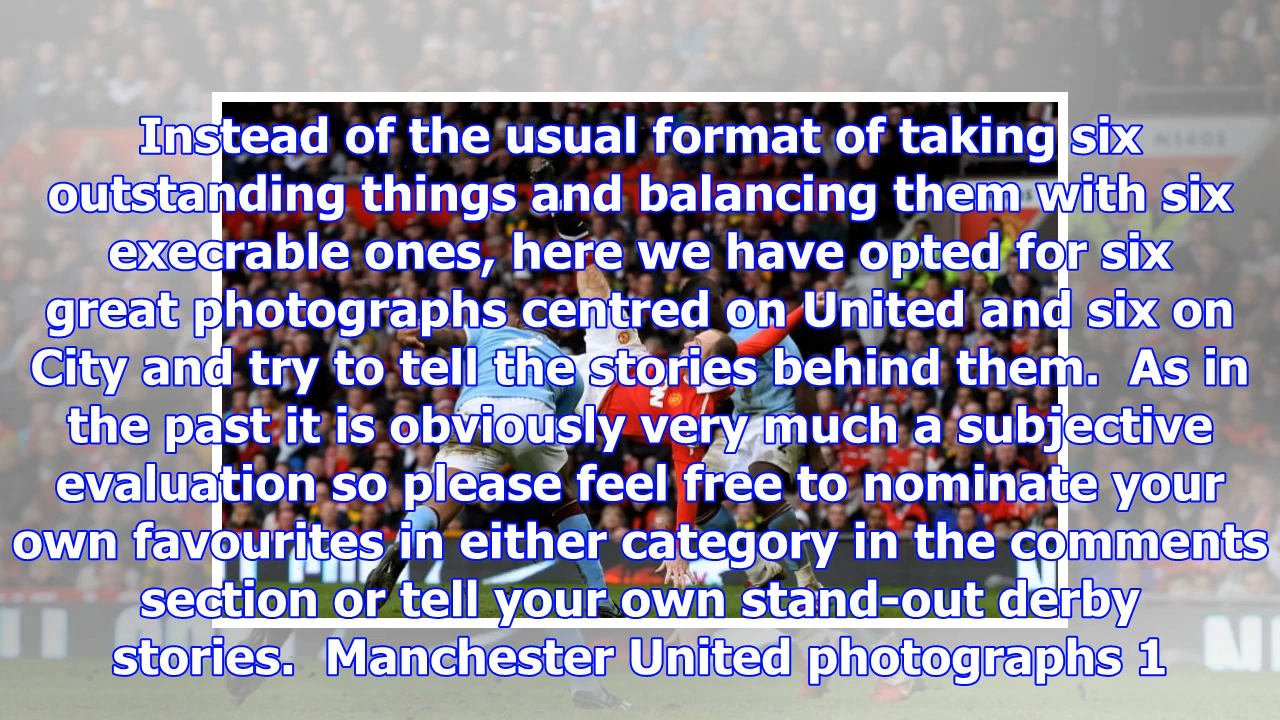 Instead of the usual format of taking six
outstanding things and balancing them with six
execrable ones, here we have opted for six
great photographs centred on United and six on
City and try to tell the stories behind them.  As in
the past it is obviously very much a subjective
evaluation so please feel free to nominate your
own favourites in either category in the comments
section or tell your own stand-out derby
stories.  Manchester United photographs 1
N1401